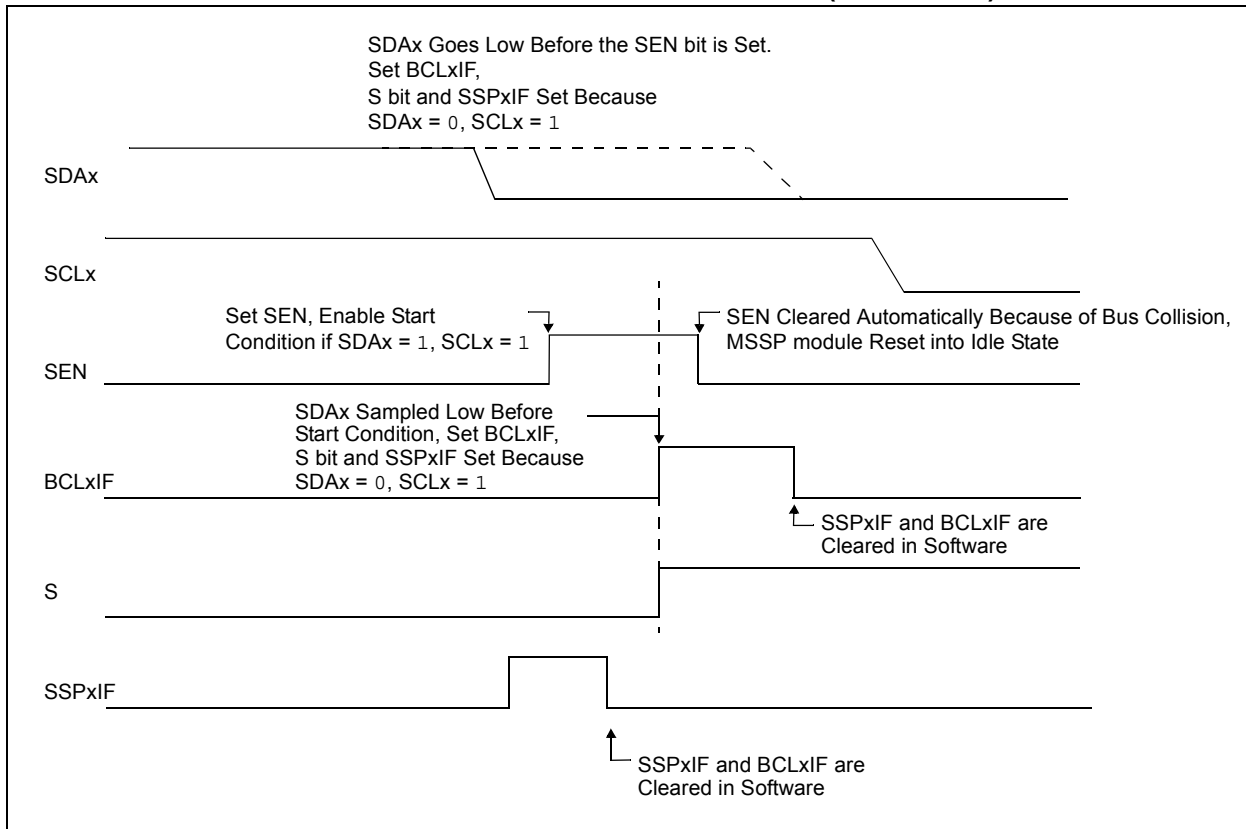 SDAx Goes Low Before the SEN bit is Set.
Set BCLxIF,
S bit and SSPxIF Set Because
SDAx = 0, SCLx = 1
SDAx
SCLx
Set SEN, Enable Start
Condition if SDAx = 1, SCLx = 1
SEN Cleared Automatically Because of Bus Collision,
MSSP module Reset into Idle State
SEN
SDAx Sampled Low Before
Start Condition, Set BCLxIF,
S bit and SSPxIF Set Because
SDAx = 0, SCLx = 1
BCLxIF
SSPxIF and BCLxIF are
Cleared in Software
S
SSPxIF
SSPxIF and BCLxIF are
Cleared in Software